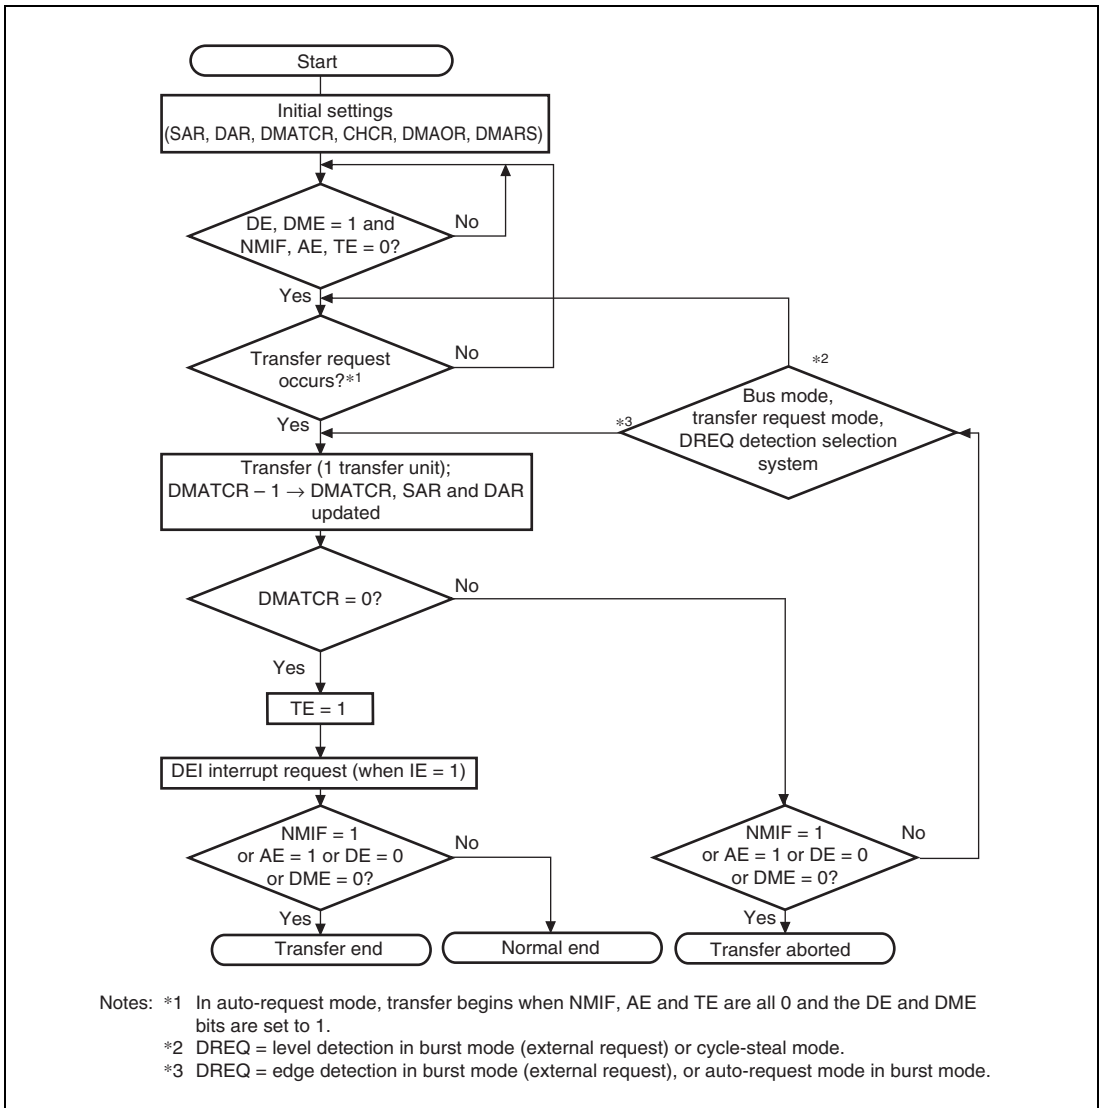 Start
Initial settings
(SAR, DAR, DMATCR, CHCR, DMAOR, DMARS)
DE, DME = 1 and
NMIF, AE, TE = 0?
No
Yes
Transfer request
occurs?*1
No
Yes
*2
Bus mode,
transfer request mode,
DREQ detection selection
system
*3
Transfer (1 transfer unit);
DMATCR – 1 → DMATCR, SAR and DAR
updated
DMATCR = 0?
No
Yes
TE = 1
DEI interrupt request (when IE = 1)
NMIF = 1
or AE = 1 or DE = 0
or DME = 0?
No
Yes
NMIF = 1
or AE = 1 or DE = 0
or DME = 0?
No
Yes
Transfer end
Normal end
Transfer aborted
Notes: *1 In auto-request mode, transfer begins when NMIF, AE and TE are all 0 and the DE and DME
bits are set to 1.
*2 DREQ = level detection in burst mode (external request) or cycle-steal mode.
*3 DREQ = edge detection in burst mode (external request), or auto-request mode in burst mode.